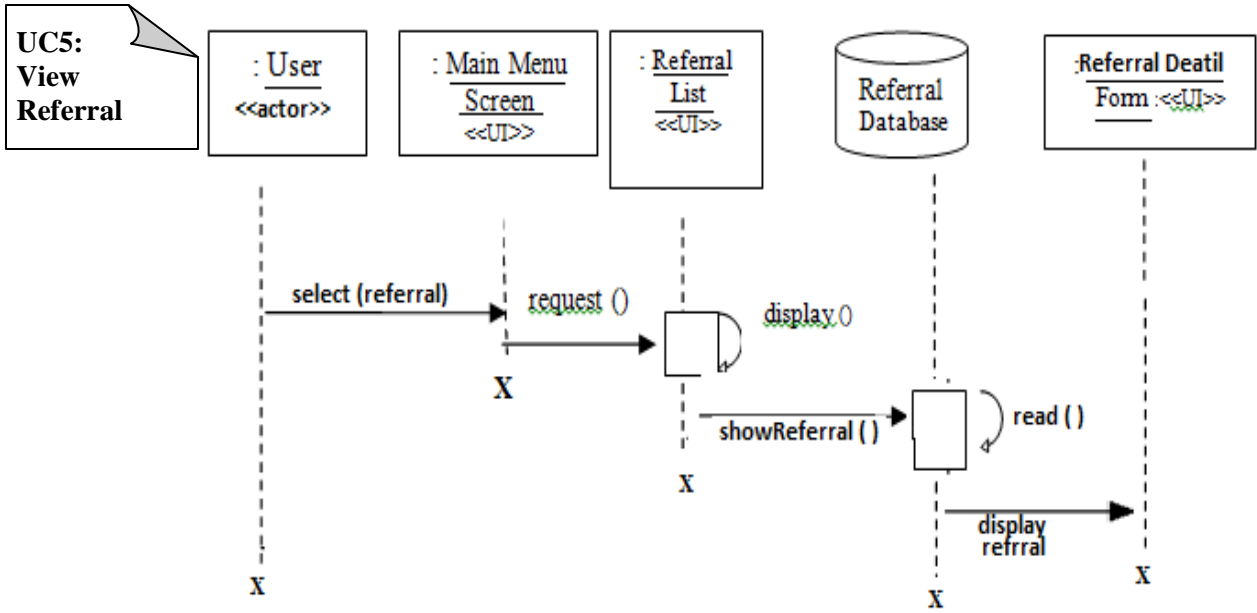 UC5:
View
Referral
: User
<<actor>>
: Main Menu
Screen
<<UI>>
: Referral
List
<<UI>>
Referral
Database
:Referral Deatil
Form :<<UI>>
select (referral)
request ()
display()
X
showReferral ( )
read ( )
X
display
refrral
X
X
X